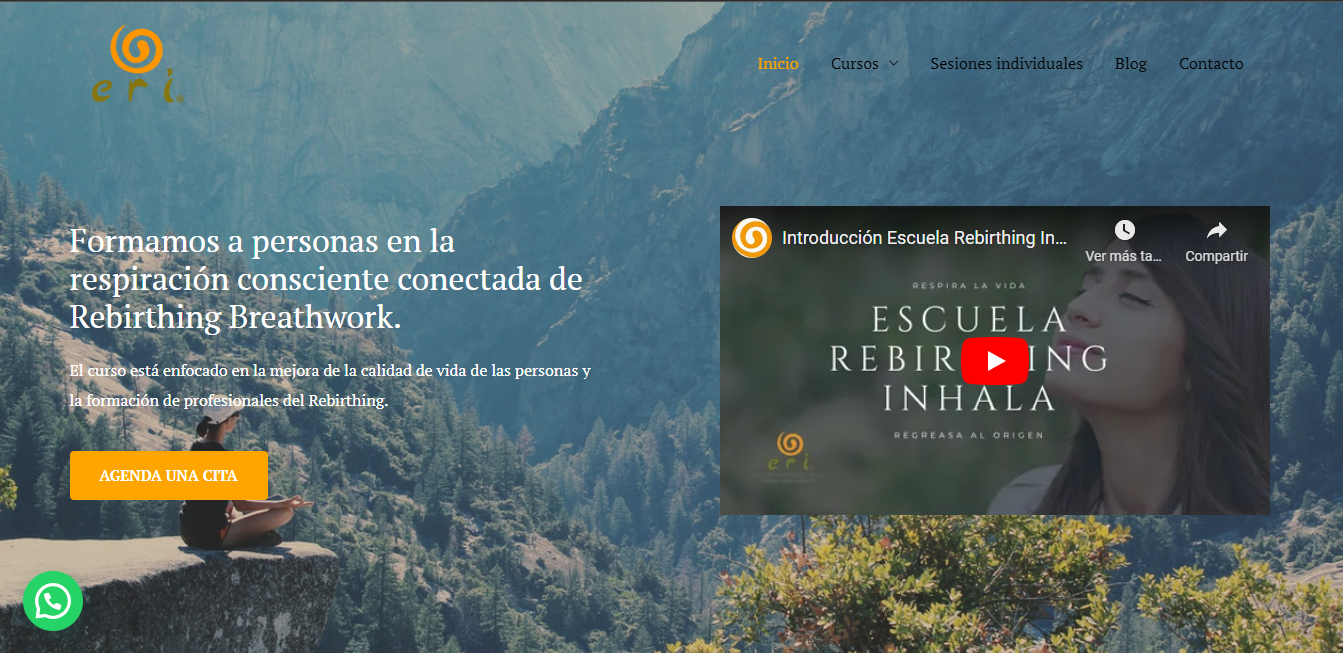 eri.
Inicio
Cursos
Sesiones individuales
Blog
Contacto
Formamos a personas en la
respiración consciente conectada de
Rebirthing Breathwork.
El curso está enfocado en la mejora de la calidad de vida de las personas y
la formación de profesionales del Rebirthing.
AGENDA UNA CITA
Introducción Escuela Rebirthing In...
Ver más ta...
Compartir
RESPIRA LA VIDA
ESCUELA
REBIRTHING
INHALA
REGRESA AL ORIGEN
eri.